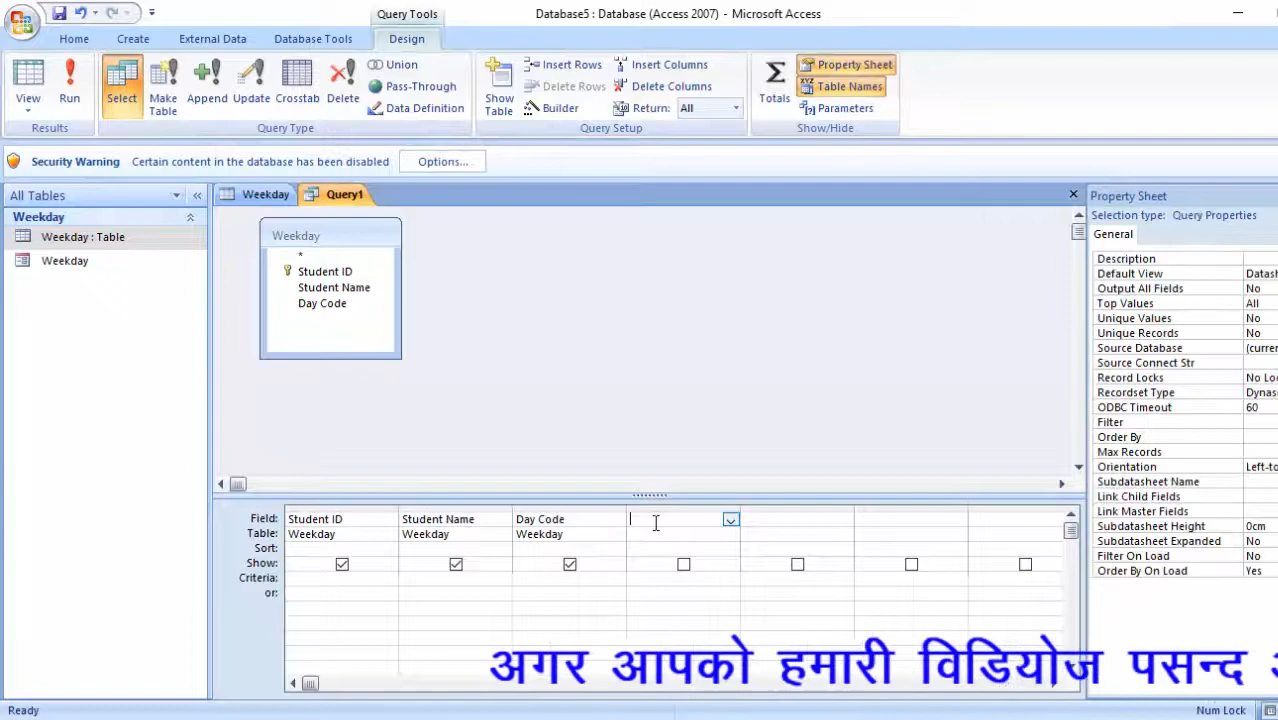 Query Tools
Database5 : Database (Access 2007) - Microsoft Access
Home Create External Data Database Tools Design
View Run Select Make Table Append Update Crosstab Delete Union Pass-Through Data Definition
Show Table Insert Rows Delete Rows Builder Insert Columns Delete Columns Return: All
Totals Property Sheet Table Names Parameters
Results Query Type Query Setup Show/Hide
Security Warning Certain content in the database has been disabled Options...
All Tables
Weekday
Weekday : Table
Weekday
Weekday Query1
Weekday
*
Student ID
Student Name
Day Code
Property Sheet
Selection type: Query Properties
General
Description
Default View Datash
Output All Fields No
Top Values All
Unique Values No
Unique Records No
Source Database (curren
Source Connect Str
Record Locks No Loc
Recordset Type Dynas
ODBC Timeout 60
Filter
Order By
Max Records
Orientation Left-to
Subdatasheet Name
Link Child Fields
Link Master Fields
Subdatasheet Height 0cm
Subdatasheet Expanded No
Filter On Load No
Order By On Load Yes
Field: Student ID Student Name Day Code
Table: Weekday Weekday Weekday
Sort:
Show:
Criteria:
or:
अगर आपको हमारी विडियोज पसन्द
Ready Num Lock